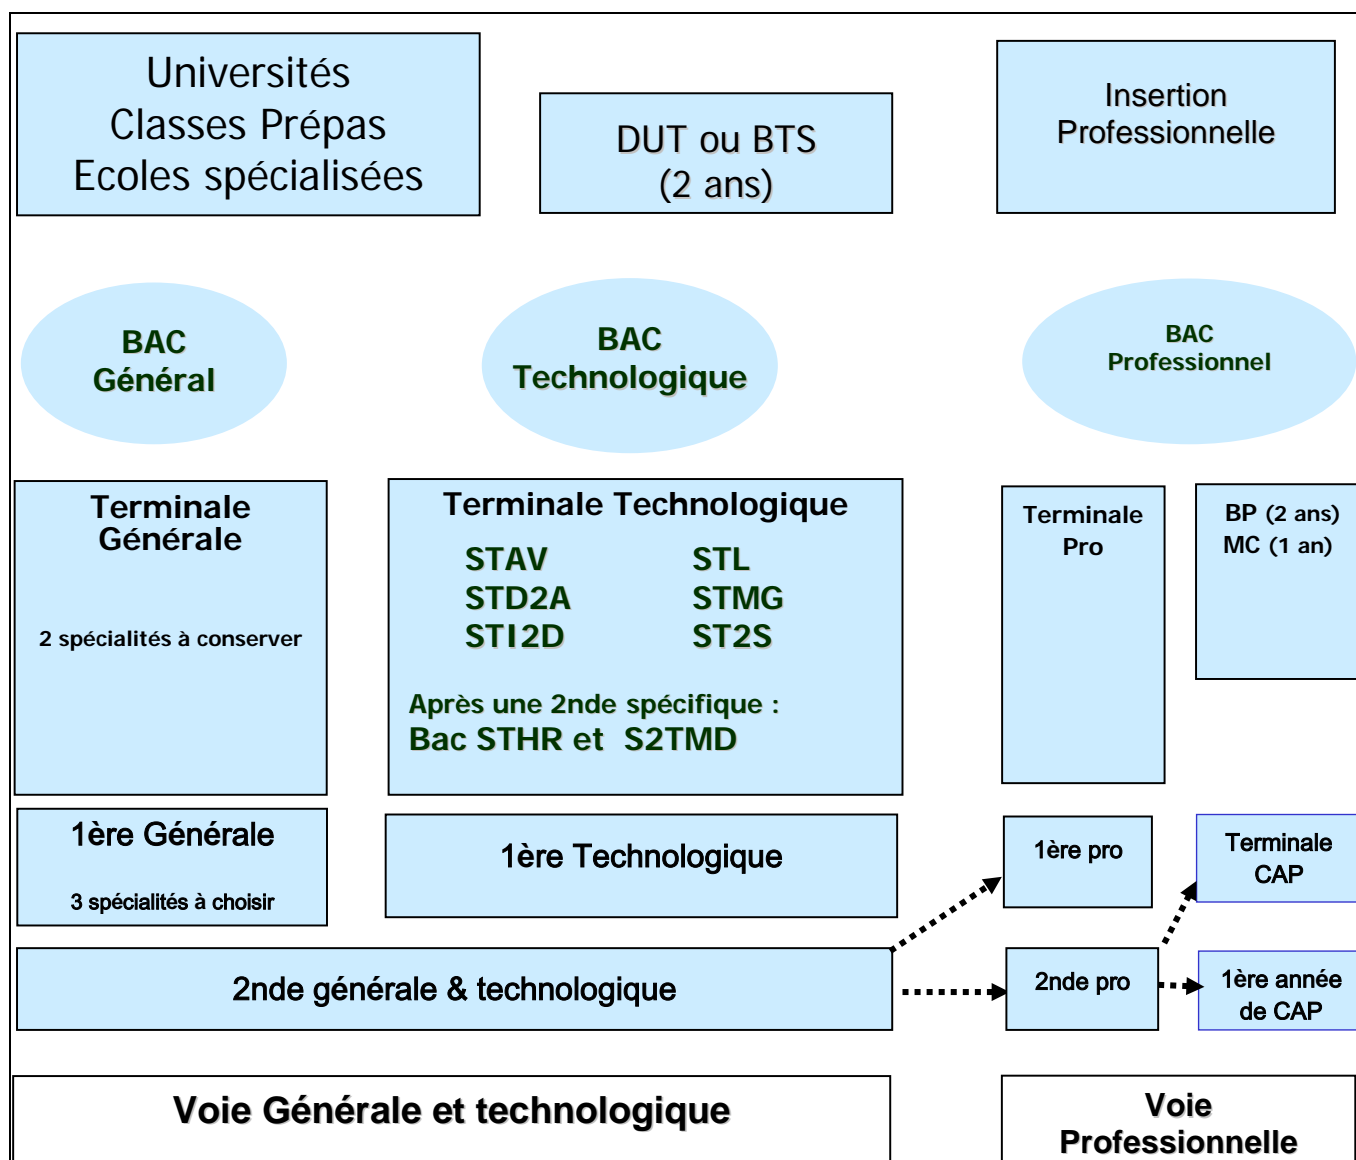 Universités
Classes Prépas
Ecoles spécialisées
DUT ou BTS
(2 ans)
Insertion
Professionnelle
BAC
Général
BAC
Technologique
BAC
Professionnel
Terminale
Générale
2 spécialités à conserver
Terminale Technologique
STAV STL
STD2A STMG
STI2D ST2S
Après une 2nde spécifique :
Bac STHR et S2TMD
Terminale
Pro
BP (2 ans)
MC (1 an)
1ère Générale
3 spécialités à choisir
1ère Technologique
1ère pro
Terminale
CAP
2nde générale & technologique
2nde pro
1ère année
de CAP
Voie Générale et technologique
Voie
Professionnelle